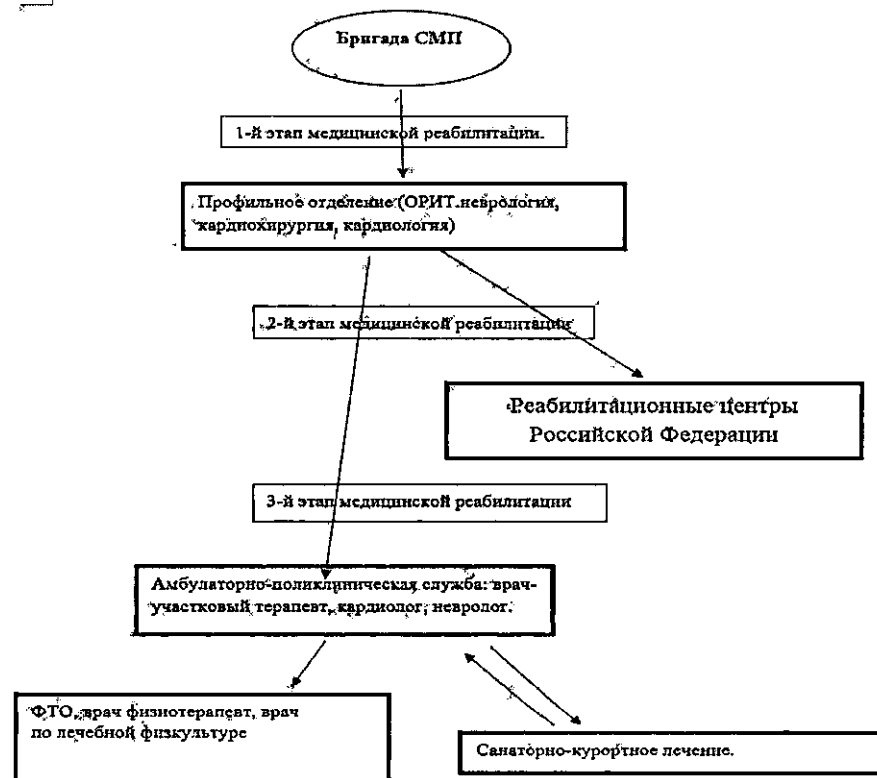 Бригада СМП
1-й этап медицинской реабилитации.
Профильное отделение (ОРИТ.неврология,
кардиохирургия, кардиология)
2-й этап медицинской реабилитации
Реабилитационные центры
Российской Федерации
3-й этап медицинской реабилитации
Амбулаторно-поликлиническая служба: врач-
участковый терапевт, кардиолог, невролог.
ФТО, врач физиотерапевт, врач
по лечебной физкультуре
Санаторно-курортное лечение.